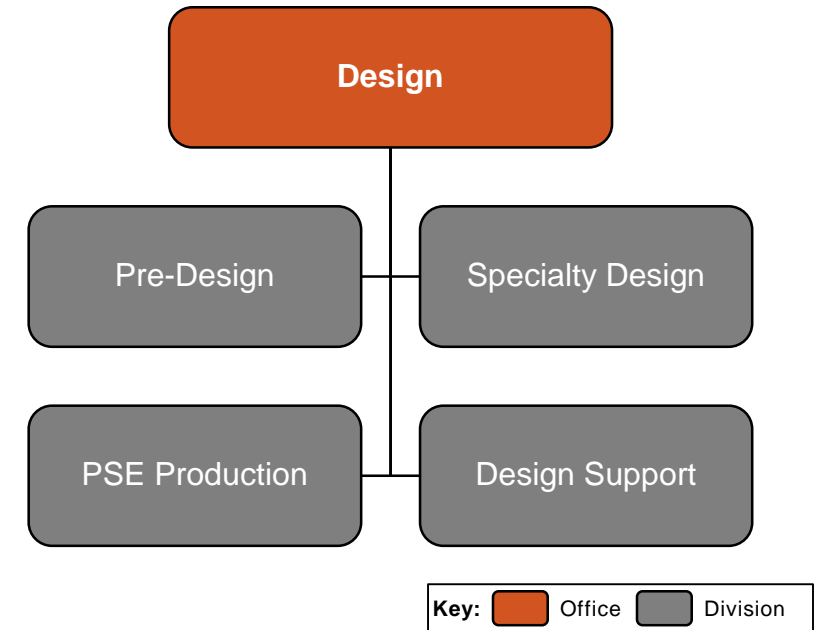 Design
Pre-Design
Specialty Design
PSE Production
Design Support
Key: Office Division